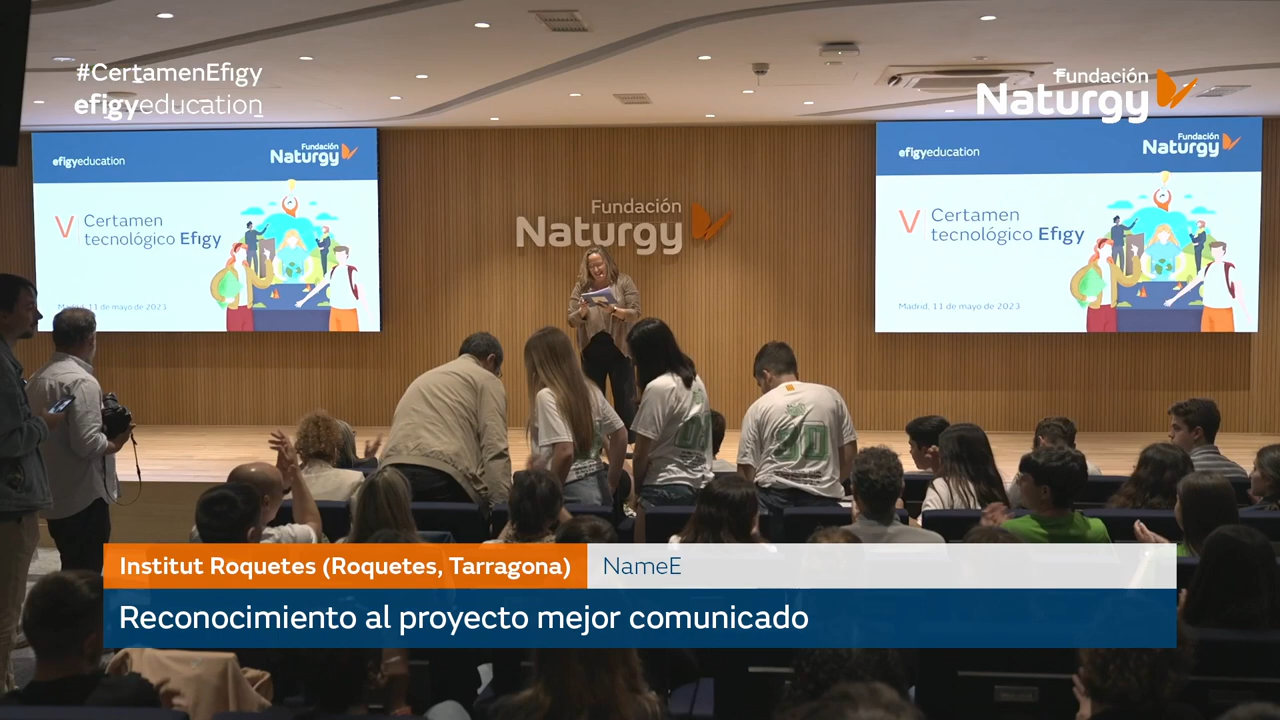 #CertamenEfigy
efigyeducation
Fundación
Naturgy
efigyeducation
Fundación
Naturgy
V Certamen
tecnológico Efigy
Madrid, 11 de mayo de 2023
Fundación
Naturgy
efigyeducation
Fundación
Naturgy
V Certamen
tecnológico Efigy
Madrid, 11 de mayo de 2023
Institut Roquetes (Roquetes, Tarragona)
NameE
Reconocimiento al proyecto mejor comunicado